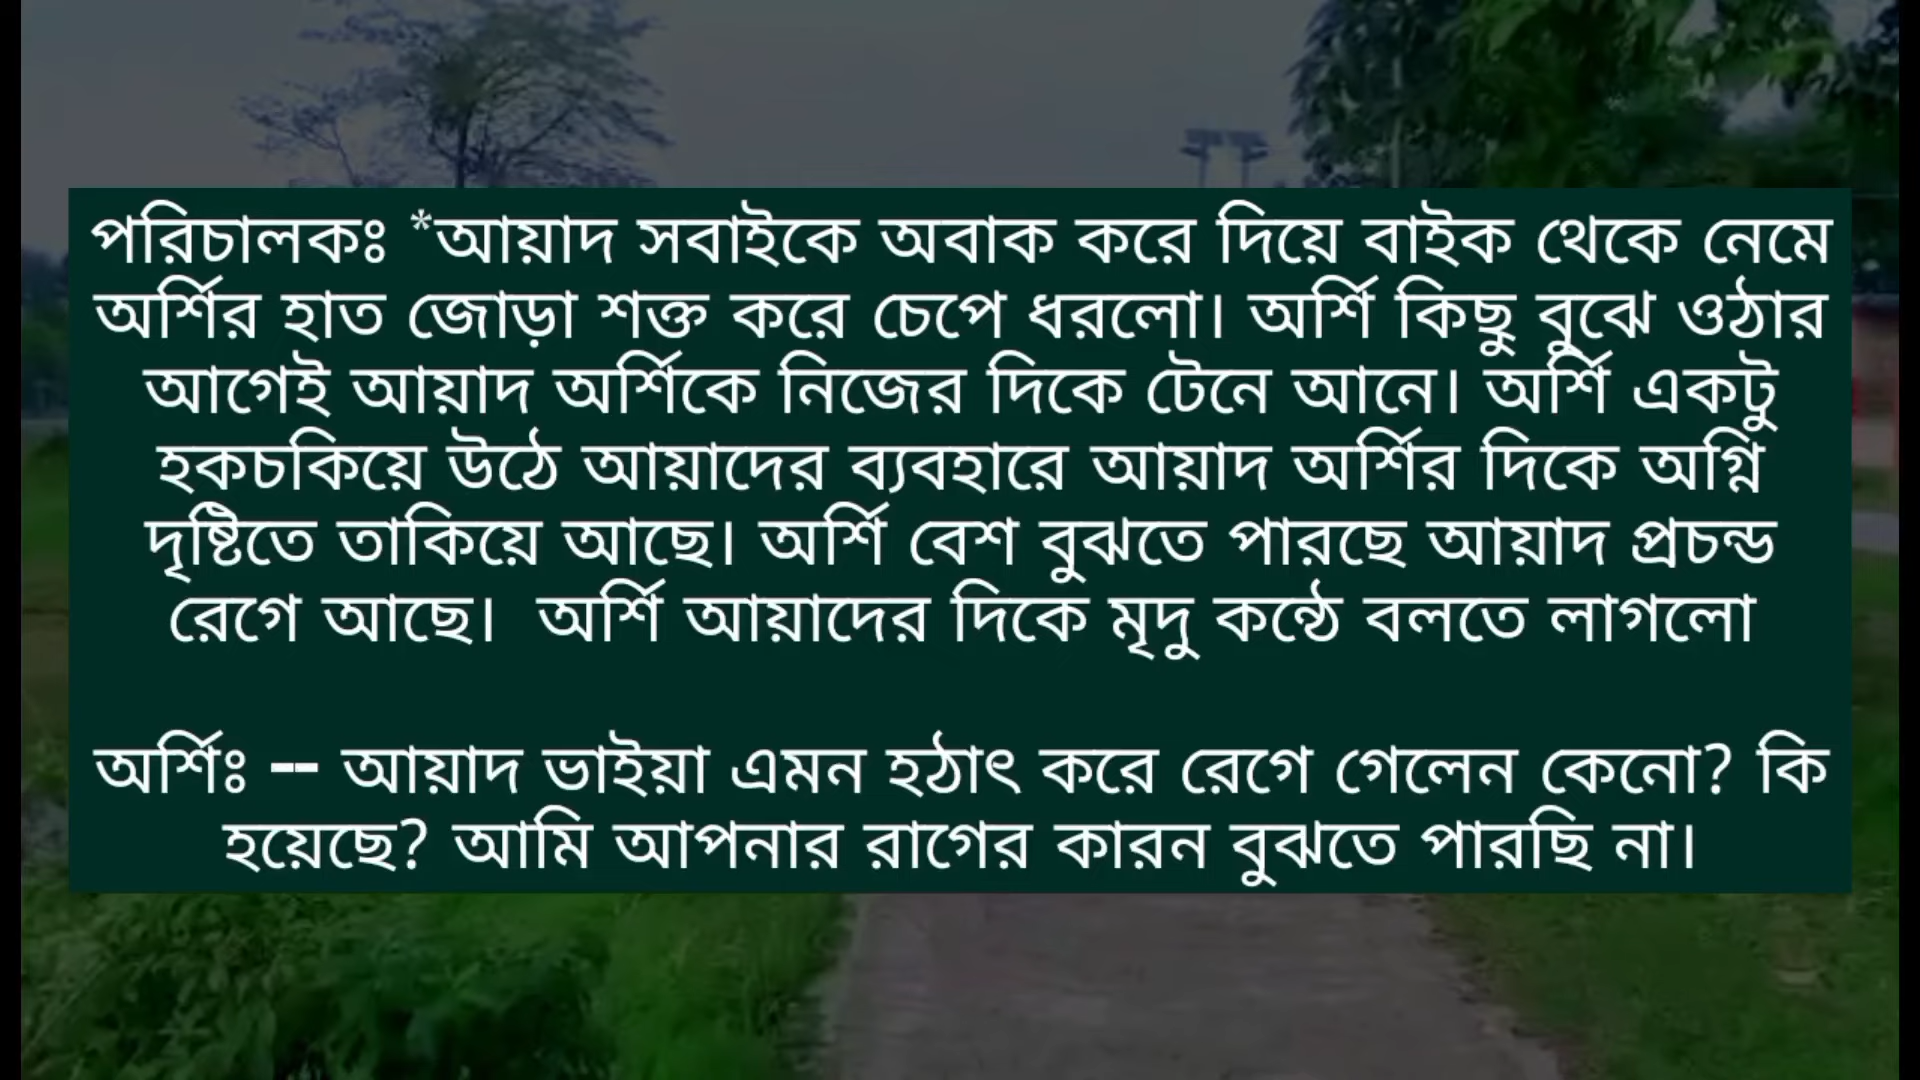 পরিচালকঃ *আয়াদ সবাইকে অবাক করে দিয়ে বাইক থেকে নেমে
অর্শির হাত জোড়া শক্ত করে চেপে ধরলো। অর্শি কিছু বুঝে ওঠার
আগেই আয়াদ অর্শিকে নিজের দিকে টেনে আনে। অর্শি একটু
হকচকিয়ে উঠে আয়াদের ব্যবহারে আয়াদ অর্শির দিকে অগ্নি
দৃষ্টিতে তাকিয়ে আছে। অর্শি বেশ বুঝতে পারছে আয়াদ প্রচন্ড
রেগে আছে।  অর্শি আয়াদের দিকে মৃদু কন্ঠে বলতে লাগলো
অর্শিঃ -- আয়াদ ভাইয়া এমন হঠাৎ করে রেগে গেলেন কেনো? কি
হয়েছে? আমি আপনার রাগের কারন বুঝতে পারছি না।